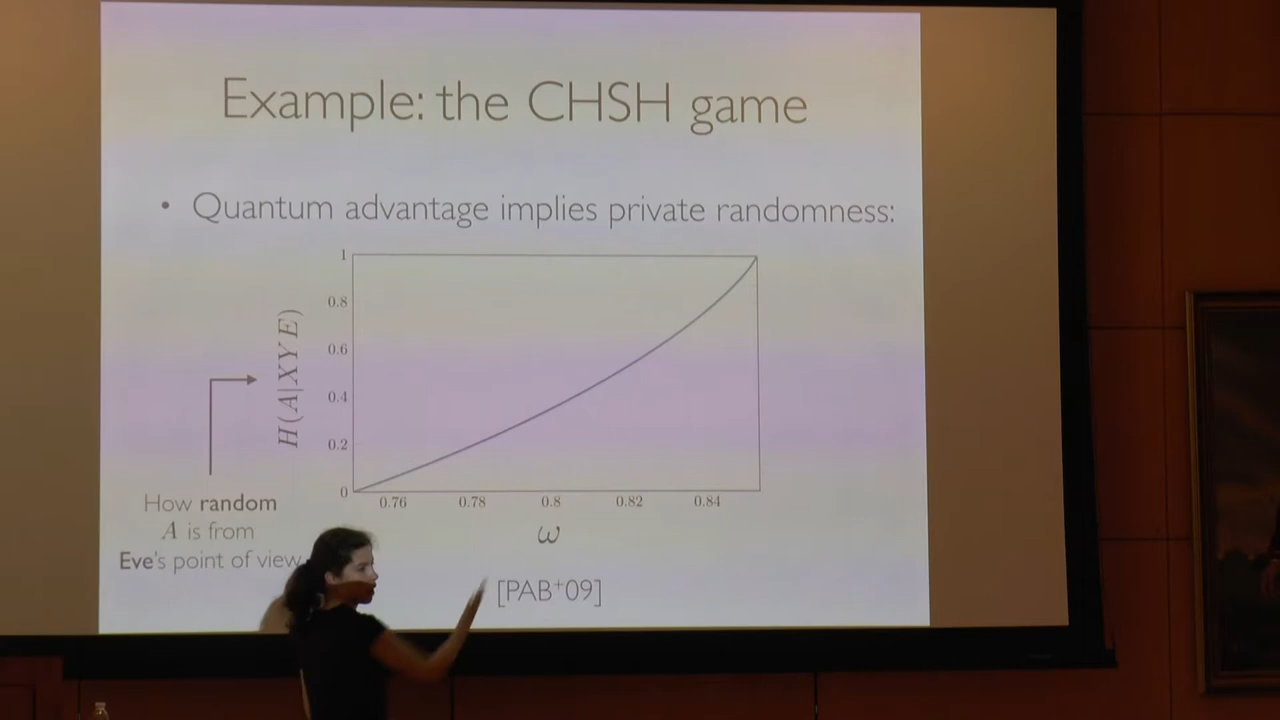 Example: the CHSH game
• Quantum advantage implies private randomness:
1
0.8
0.6
0.4
0.2
0
H(A|XYE)
0.76 0.78 0.8 0.82 0.84
ω
How random
A is from
Eve's point of view
[PAB⁺09]